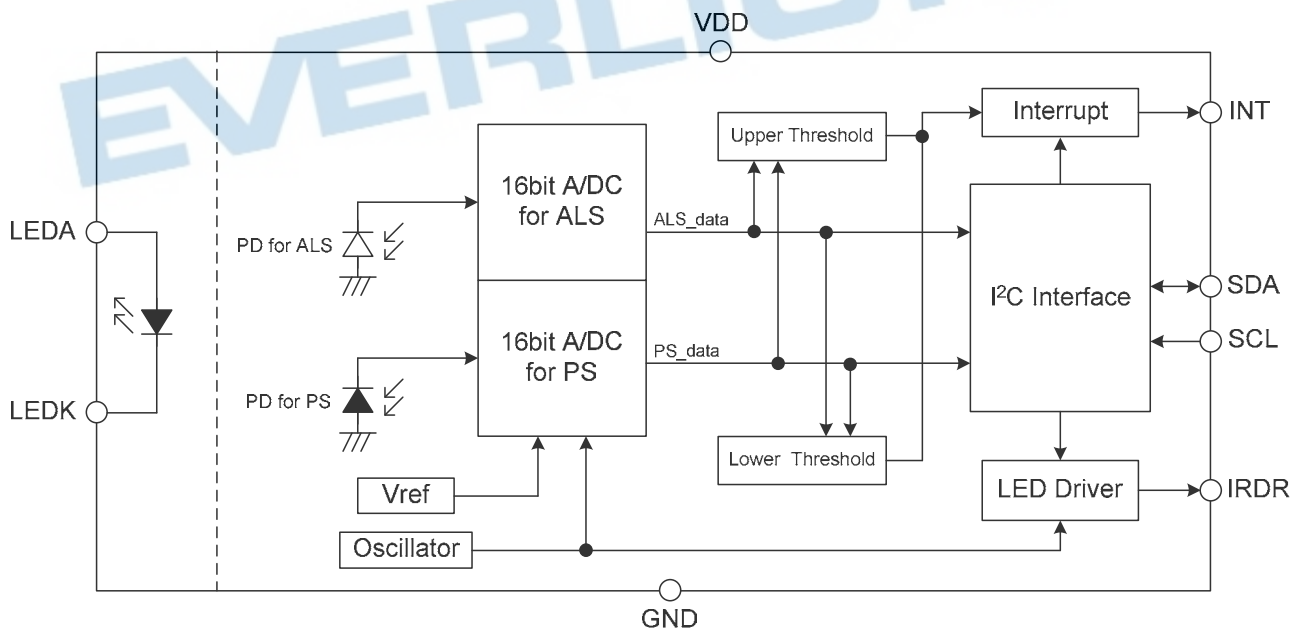 EVERLIGH
VDD
Interrupt
INT
Upper Threshold
16bit A/DC
for ALS
ALS_data
LEDA
PD for ALS
I²C Interface
SDA
SCL
16bit A/DC
for PS
PS_data
PD for PS
LEDK
Lower Threshold
Vref
LED Driver
IRDR
Oscillator
GND